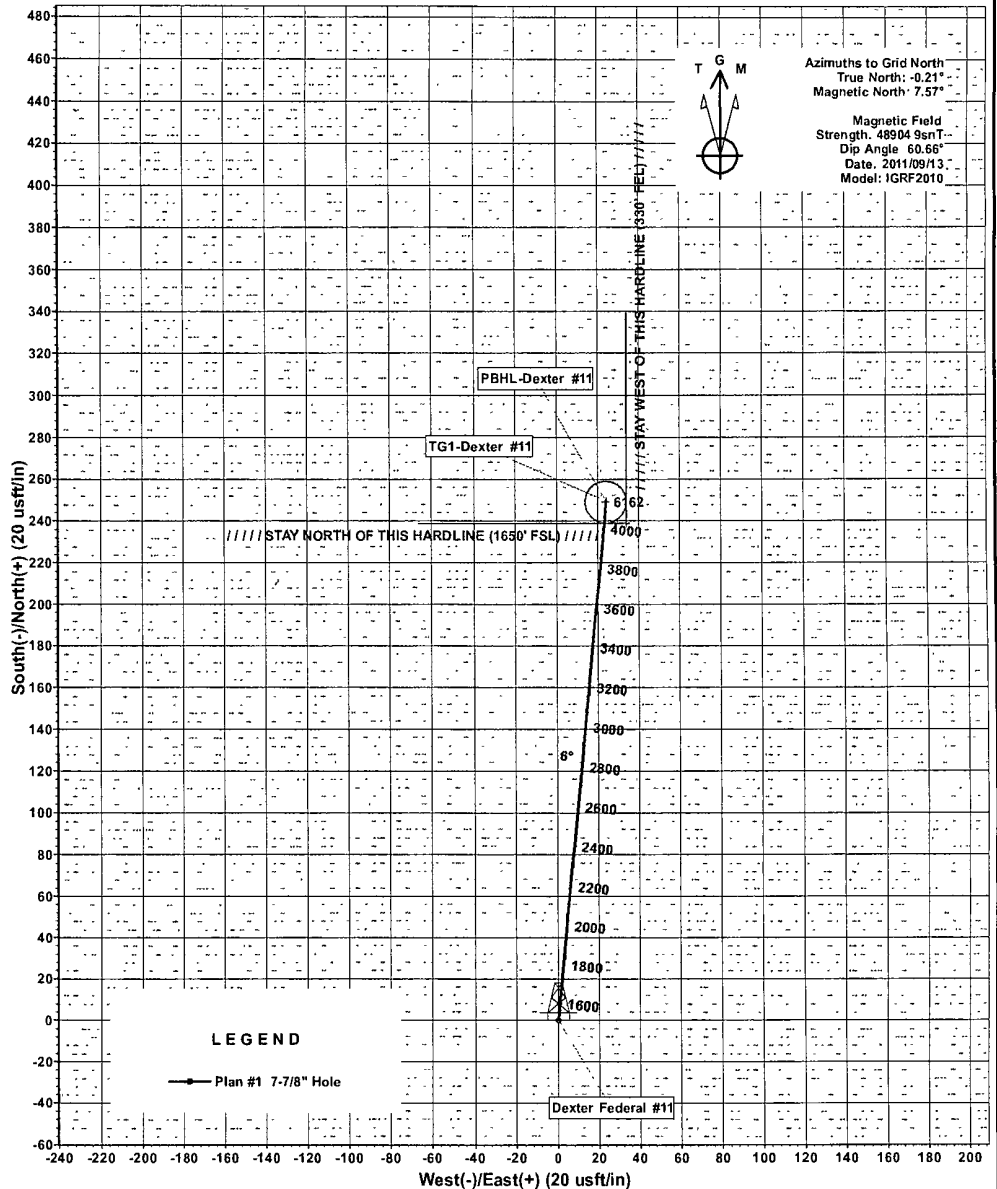 Azimuths to Grid North
True North: -0.21°
Magnetic North: 7.57°
Magnetic Field
Strength. 48904 9snT
Dip Angle 60.66°
Date. 2011/09/13
Model: IGRF2010
T G M
480
460
440
420
400
380
360
340
320
300
280
260
240
220
200
180
160
140
120
100
80
60
40
20
0
-20
-40
-60
South(-)/North(+) (20 usft/in)
///// STAY WEST OF THIS HARDLINE (330' FEL) /////
PBHL-Dexter #11
TG1-Dexter #11
6162
///// STAY NORTH OF THIS HARDLINE (1650' FSL) /////
4000
3800
3600
3400
3200
3000
6°
2800
2600
2400
2200
2000
1800
1600
LEGEND
Plan #1 7-7/8" Hole
Dexter Federal #11
-240 -220 -200 -180 -160 -140 -120 -100 -80 -60 -40 -20 0 20 40 60 80 100 120 140 160 180 200
West(-)/East(+) (20 usft/in)